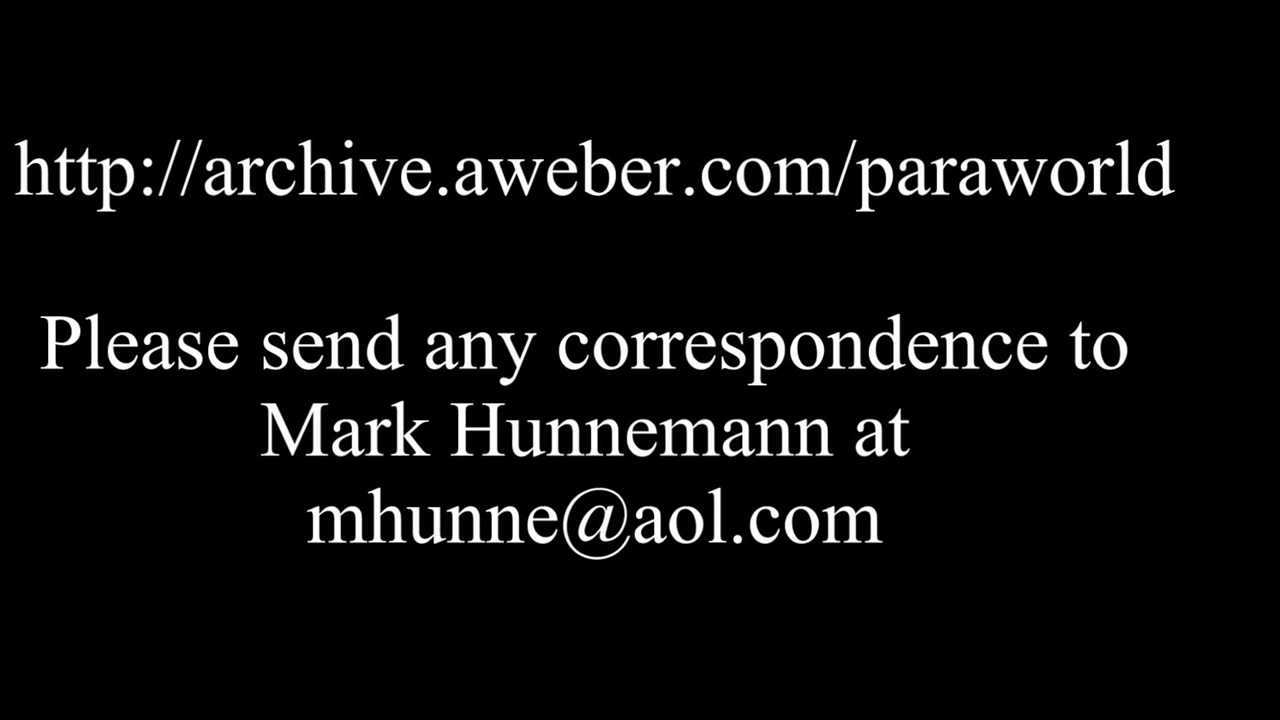 http://archive.aweber.com/paraworld
Please send any correspondence to
Mark Hunnemann at
mhunne@aol.com